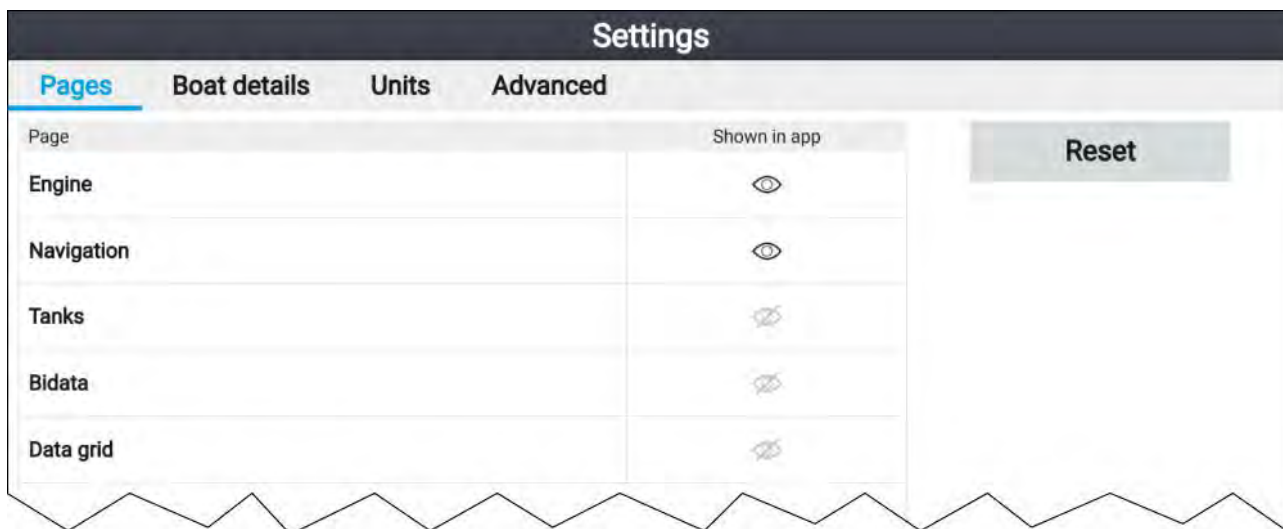 Settings
Pages Boat details Units Advanced
Page Shown in app
Reset
Engine
Navigation
Tanks
Bidata
Data grid